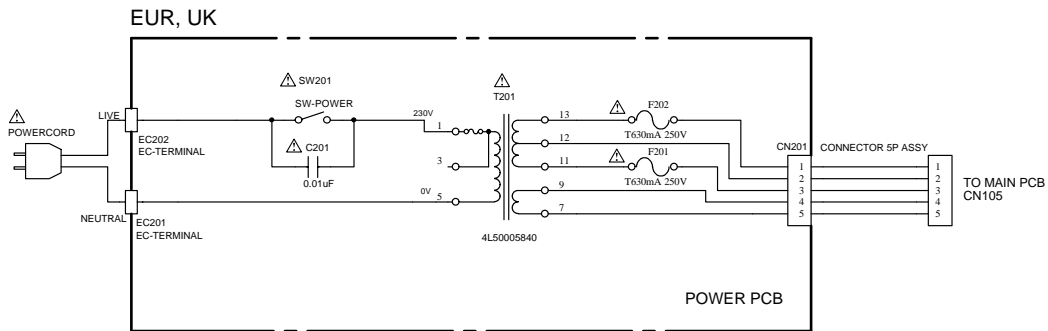 EUR, UK
SW201
SW-POWER
T201
F202
T630mA 250V
F201
T630mA 250V
POWERCORD
LIVE
EC202
EC-TERMINAL
C201
0.01uF
230V
1
3
0V
5
13
12
11
9
7
4L50005840
CN201
1
2
3
4
5
CONNECTOR 5P ASSY
1
2
3
4
5
TO MAIN PCB
CN105
NEUTRAL
EC201
EC-TERMINAL
POWER PCB